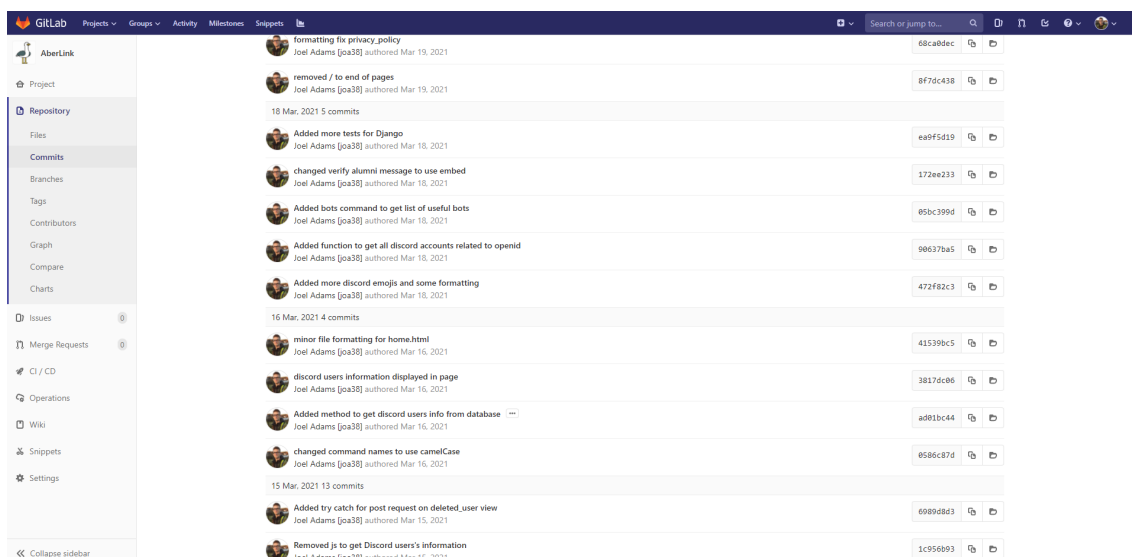 GitLab Projects Groups Activity Milestones Snippets Search or jump to...
AberLink
Project
Repository
Files
Commits
Branches
Tags
Contributors
Graph
Compare
Charts
Issues 0
Merge Requests 0
CI / CD
Operations
Wiki
Snippets
Settings
Collapse sidebar
formatting fix privacy_policy
Joel Adams [joa38] authored Mar 19, 2021
68ca0dec
removed / to end of pages
Joel Adams [joa38] authored Mar 19, 2021
8f7dc438
18 Mar, 2021 5 commits
Added more tests for Django
Joel Adams [joa38] authored Mar 18, 2021
ea9f5d19
changed verify alumni message to use embed
Joel Adams [joa38] authored Mar 18, 2021
172ee233
Added bots command to get list of useful bots
Joel Adams [joa38] authored Mar 18, 2021
05bc399d
Added function to get all discord accounts related to openid
Joel Adams [joa38] authored Mar 18, 2021
90637ba5
Added more discord emojis and some formatting
Joel Adams [joa38] authored Mar 18, 2021
472f82c3
16 Mar, 2021 4 commits
minor file formatting for home.html
Joel Adams [joa38] authored Mar 16, 2021
41539bc5
discord users information displayed in page
Joel Adams [joa38] authored Mar 16, 2021
3817dc06
Added method to get discord users info from database ···
Joel Adams [joa38] authored Mar 16, 2021
ad01bc44
changed command names to use camelCase
Joel Adams [joa38] authored Mar 16, 2021
0586c87d
15 Mar, 2021 13 commits
Added try catch for post request on deleted_user view
Joel Adams [joa38] authored Mar 15, 2021
6989d8d3
Removed js to get Discord users's information
Joel Adams [joa38] authored Mar 15, 2021
1c956b93